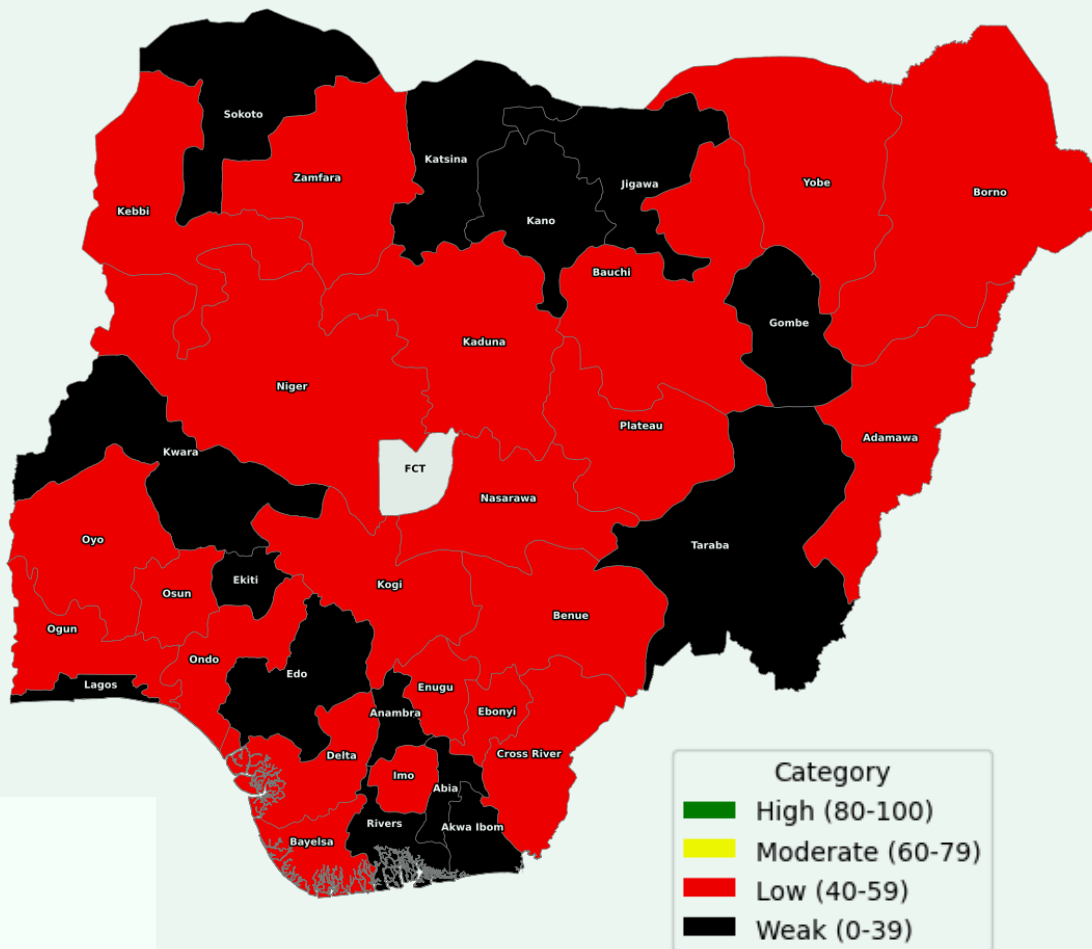 Sokoto
Katsina
Zamfara
Jigawa
Yobe
Borno
Kebbi
Kano
Bauchi
Gombe
Kaduna
Niger
Plateau
Adamawa
Kwara
FCT
Nasarawa
Oyo
Taraba
Ekiti
Kogi
Osun
Benue
Ogun
Ondo
Edo
Lagos
Enugu
Anambra
Ebonyi
Delta
Cross River
Imo
Abia
Rivers
Akwa Ibom
Bayelsa
Category
High (80-100)
Moderate (60-79)
Low (40-59)
Weak (0-39)